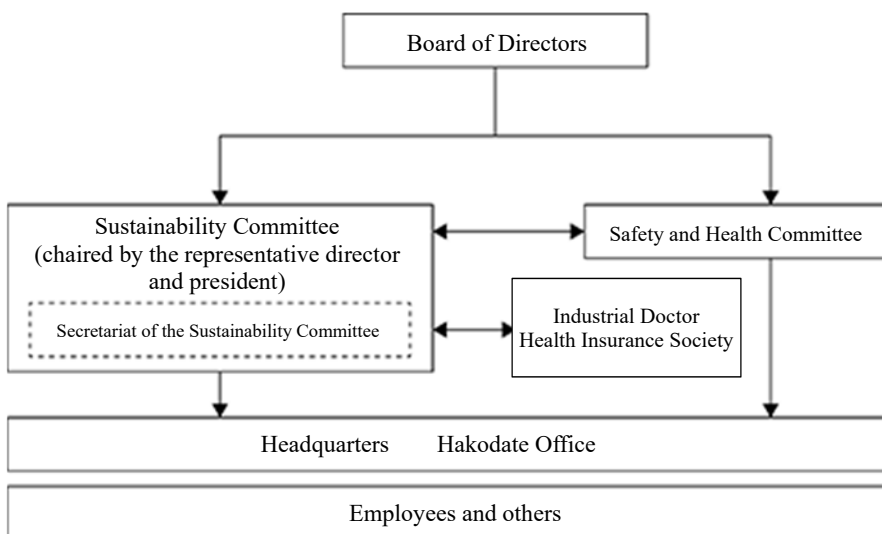 Board of Directors
Sustainability Committee
(chaired by the representative director
and president)
Secretariat of the Sustainability Committee
Safety and Health Committee
Industrial Doctor
Health Insurance Society
Headquarters Hakodate Office
Employees and others